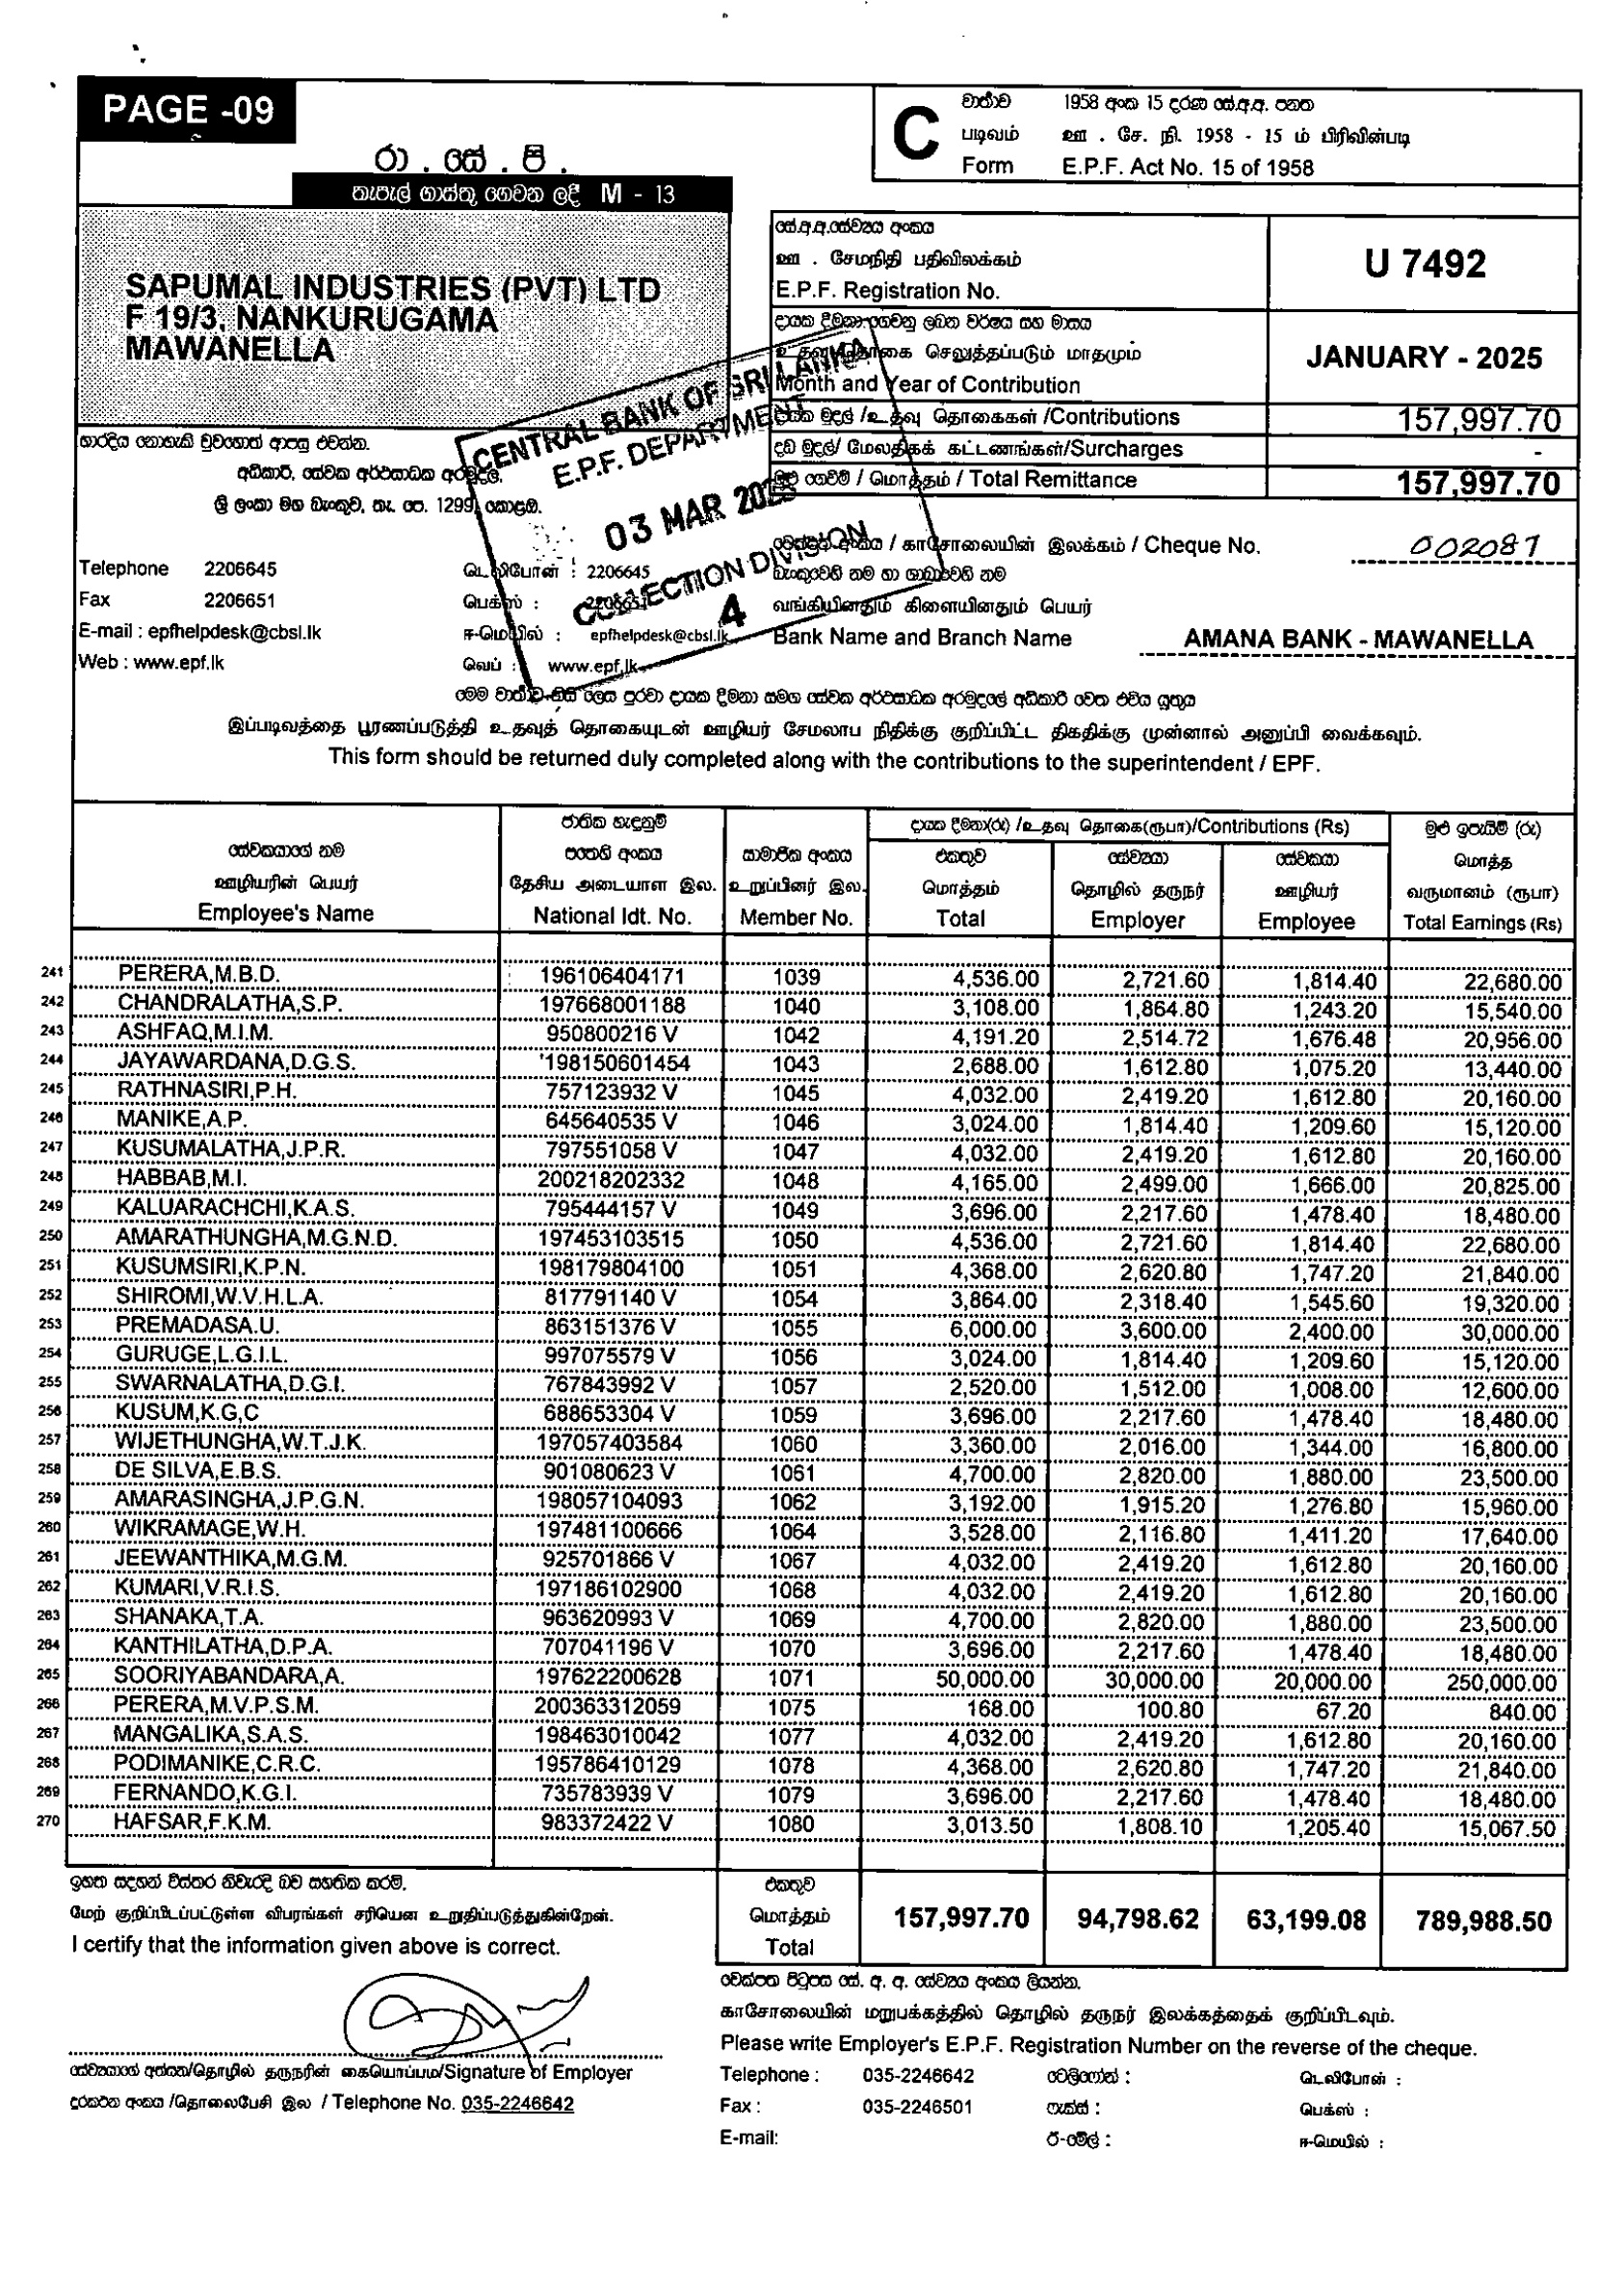 PAGE -09
රා . සේ . පි .
තැපැල් ගාස්තු ගෙවන ලදී M - 13
C
වාර්තාව 1958 අංක 15 දරණ සේ.අ.අ. පනත
படிவம் ஊ . சே. நி. 1958 - 15 ம் பிரிவின்படி
Form E.P.F. Act No. 15 of 1958
SAPUMAL INDUSTRIES (PVT) LTD
F 19/3, NANKURUGAMA
MAWANELLA
සේ.අ.අ.සේව්‍ය අංකය
ஊ . சேமநிதி பதிவிலக்கம்
E.P.F. Registration No.
U 7492
දායක දීමනා ගෙවනු ලබන වර්ෂය සහ මාසය
உதவு தொகை செலுத்தப்படும் மாதமும்
Month and Year of Contribution
JANUARY - 2025
දායක මුදල් /உதவு தொகைகள் /Contributions 157,997.70
දඩ මුදල්/ மேலதிகக் கட்டணங்கள்/Surcharges -
මුළු ගෙවීම් / மொத்தம் / Total Remittance 157,997.70
භාරදිය නොහැකි වුවහොත් ආපසු එවන්න.
අධිකාරී, සේවක අර්ථසාධක අරමුදල,
ශ්‍රී ලංකා මහ බැංකුව, තැ. පෙ. 1299, කොළඹ.
CENTRAL BANK OF SRI LANKA
E.P.F. DEPARTMENT
03 MAR 2025
COLLECTION DIVISION
4
චෙක්පත් අංකය / காசோலையின் இலக்கம் / Cheque No. 002087
බැංකුවෙහි නම හා ශාඛාවෙහි නම
வங்கியினதும் கிளையினதும் பெயர்
Bank Name and Branch Name AMANA BANK - MAWANELLA
Telephone 2206645 டெலிபோன் : 2206645
Fax 2206651 பெக்ஸ் : 2206651
E-mail : epfhelpdesk@cbsl.lk ஈ-மெயில் : epfhelpdesk@cbsl.lk
Web : www.epf.lk வெப் : www.epf.lk
මෙම වාර්තාව නිසි ලෙස පුරවා දායක දීමනා සමග සේවක අර්ථසාධක අරමුදලේ අධිකාරී වෙත එවිය යුතුය
இப்படிவத்தை பூரணப்படுத்தி உதவுத் தொகையுடன் ஊழியர் சேமலாப நிதிக்கு குறிப்பிட்ட திகதிக்கு முன்னால் அனுப்பி வைக்கவும்.
This form should be returned duly completed along with the contributions to the superintendent / EPF.
සේවකයාගේ නම
ஊழியரின் பெயர்
Employee's Name
ජාතික හැඳුනුම්
පතෙහි අංකය
தேசிய அடையாள இல.
National Idt. No.
සාමාජික අංකය
உறுப்பினர் இல.
Member No.
දායක දීමනා(රු) /உதவு தொகை(ரூபா)/Contributions (Rs)
එකතුව
மொத்தம்
Total
සේව්‍යයා
தொழில் தருநர்
Employer
සේවකයා
ஊழியர்
Employee
මුළු ඉපැයීම් (රු)
மொத்த
வருமானம் (ரூபா)
Total Earnings (Rs)
241 PERERA,M.B.D. 196106404171 1039 4,536.00 2,721.60 1,814.40 22,680.00
242 CHANDRALATHA,S.P. 197668001188 1040 3,108.00 1,864.80 1,243.20 15,540.00
243 ASHFAQ,M.I.M. 950800216 V 1042 4,191.20 2,514.72 1,676.48 20,956.00
244 JAYAWARDANA,D.G.S. '198150601454 1043 2,688.00 1,612.80 1,075.20 13,440.00
245 RATHNASIRI,P.H. 757123932 V 1045 4,032.00 2,419.20 1,612.80 20,160.00
246 MANIKE,A.P. 645640535 V 1046 3,024.00 1,814.40 1,209.60 15,120.00
247 KUSUMALATHA,J.P.R. 797551058 V 1047 4,032.00 2,419.20 1,612.80 20,160.00
248 HABBAB,M.I. 200218202332 1048 4,165.00 2,499.00 1,666.00 20,825.00
249 KALUARACHCHI,K.A.S. 795444157 V 1049 3,696.00 2,217.60 1,478.40 18,480.00
250 AMARATHUNGHA,M.G.N.D. 197453103515 1050 4,536.00 2,721.60 1,814.40 22,680.00
251 KUSUMSIRI,K.P.N. 198179804100 1051 4,368.00 2,620.80 1,747.20 21,840.00
252 SHIROMI,W.V.H.L.A. 817791140 V 1054 3,864.00 2,318.40 1,545.60 19,320.00
253 PREMADASA.U. 863151376 V 1055 6,000.00 3,600.00 2,400.00 30,000.00
254 GURUGE,L.G.I.L. 997075579 V 1056 3,024.00 1,814.40 1,209.60 15,120.00
255 SWARNALATHA,D.G.I. 767843992 V 1057 2,520.00 1,512.00 1,008.00 12,600.00
256 KUSUM,K.G,C 688653304 V 1059 3,696.00 2,217.60 1,478.40 18,480.00
257 WIJETHUNGHA,W.T.J.K. 197057403584 1060 3,360.00 2,016.00 1,344.00 16,800.00
258 DE SILVA,E.B.S. 901080623 V 1061 4,700.00 2,820.00 1,880.00 23,500.00
259 AMARASINGHA,J.P.G.N. 198057104093 1062 3,192.00 1,915.20 1,276.80 15,960.00
260 WIKRAMAGE,W.H. 197481100666 1064 3,528.00 2,116.80 1,411.20 17,640.00
261 JEEWANTHIKA,M.G.M. 925701866 V 1067 4,032.00 2,419.20 1,612.80 20,160.00
262 KUMARI,V.R.I.S. 197186102900 1068 4,032.00 2,419.20 1,612.80 20,160.00
263 SHANAKA,T.A. 963620993 V 1069 4,700.00 2,820.00 1,880.00 23,500.00
264 KANTHILATHA,D.P.A. 707041196 V 1070 3,696.00 2,217.60 1,478.40 18,480.00
265 SOORIYABANDARA,A. 197622200628 1071 50,000.00 30,000.00 20,000.00 250,000.00
266 PERERA,M.V.P.S.M. 200363312059 1075 168.00 100.80 67.20 840.00
267 MANGALIKA,S.A.S. 198463010042 1077 4,032.00 2,419.20 1,612.80 20,160.00
268 PODIMANIKE,C.R.C. 195786410129 1078 4,368.00 2,620.80 1,747.20 21,840.00
269 FERNANDO,K.G.I. 735783939 V 1079 3,696.00 2,217.60 1,478.40 18,480.00
270 HAFSAR,F.K.M. 983372422 V 1080 3,013.50 1,808.10 1,205.40 15,067.50
ඉහත සදහන් විස්තර නිවැරදි බව සහතික කරමි.
மேற் குறிப்பிடப்பட்டுள்ள விபரங்கள் சரியென உறுதிப்படுத்துகின்றேன்.
I certify that the information given above is correct.
එකතුව
மொத்தம்
Total
157,997.70 94,798.62 63,199.08 789,988.50
චෙක්පත පිටුපස සේ. අ. අ. සේව්‍ය අංකය ලියන්න.
காசோலையின் மறுபக்கத்தில் தொழில் தருநர் இலக்கத்தைக் குறிப்பிடவும்.
Please write Employer's E.P.F. Registration Number on the reverse of the cheque.
සේව්‍යයාගේ අත්සන/தொழில் தருநரின் கையொப்பம்/Signature of Employer
දුරකථන අංකය /தொலைபேசி இல / Telephone No. 035-2246642
Telephone : 035-2246642 ටෙලිෆෝන් : டெலிபோன் :
Fax : 035-2246501 ෆැක්ස් : பெக்ஸ் :
E-mail: ඊ-මේල් : ஈ-மெயில் :